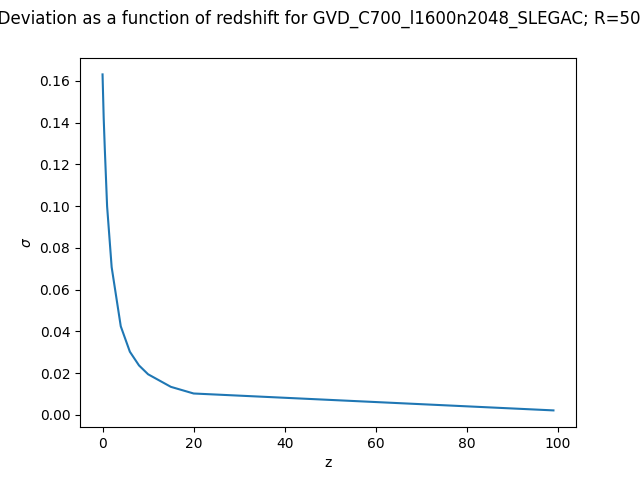 Deviation as a function of redshift for GVD_C700_l1600n2048_SLEGAC; R=50
0.16
0.14
0.12
0.10
0.08
0.06
0.04
0.02
0.00
σ
0 20 40 60 80 100
z